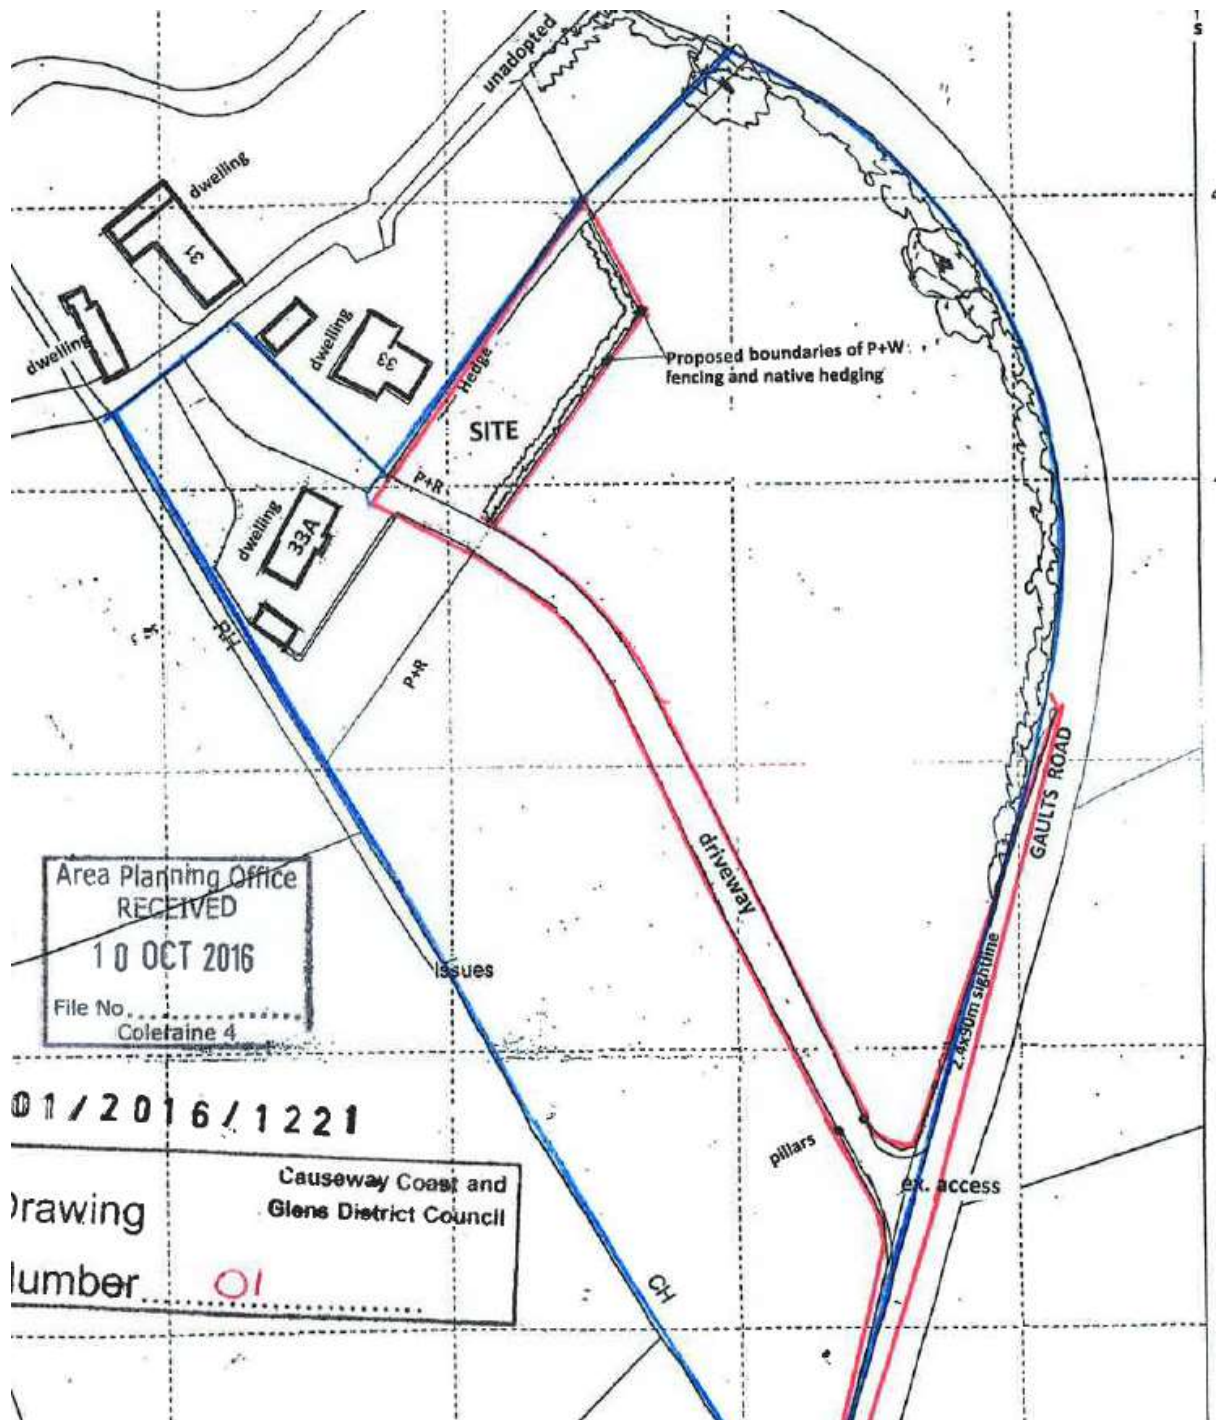 s
unadopted
dwelling
31
dwelling
dwelling
33
Hedge
Proposed boundaries of P+W
fencing and native hedging
SITE
P+R
dwelling
33A
RH
P+R
GAULTS ROAD
driveway
Area Planning Office
RECEIVED
10 OCT 2016
File No
Coleraine 4
Issues
2.4x90m sightline
01/2016/1221
pillars
ex. access
Causeway Coast and
Glens District Council
Drawing
Number 01
CH